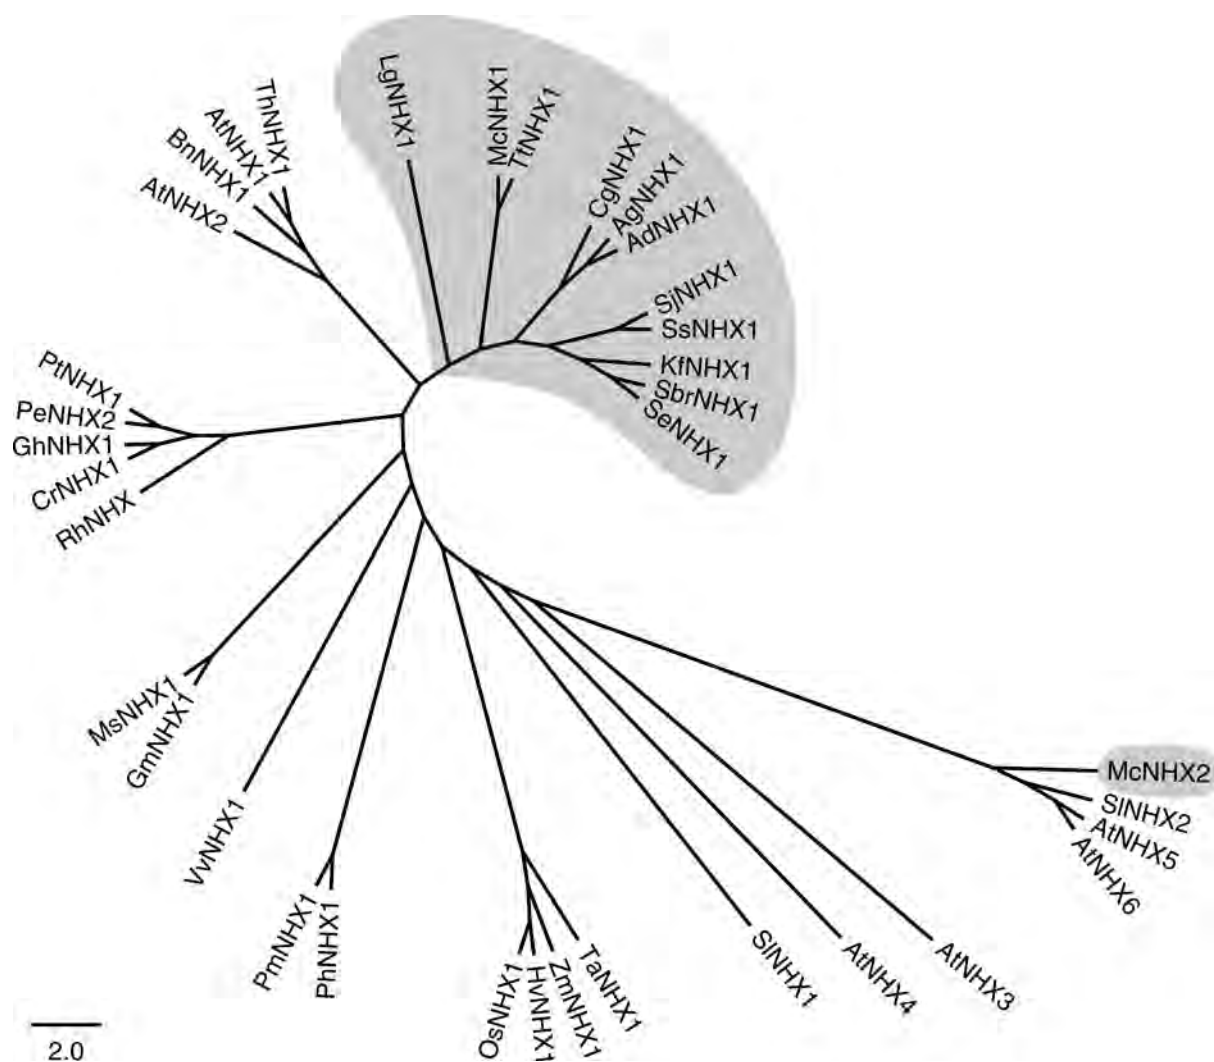 LgNHX1
McNHX1
TtNHX1
CgNHX1
AgNHX1
AdNHX1
SjNHX1
SsNHX1
KfNHX1
SbrNHX1
SeNHX1
ThNHX1
AtNHX1
BnNHX1
AtNHX2
PtNHX1
PeNHX2
GhNHX1
CrNHX1
RhNHX
MsNHX1
GmNHX1
VvNHX1
PmNHX1
PhNHX1
OsNHX1
HvNHX1
ZmNHX1
TaNHX1
SlNHX1
AtNHX4
AtNHX3
McNHX2
SlNHX2
AtNHX5
AtNHX6
2.0